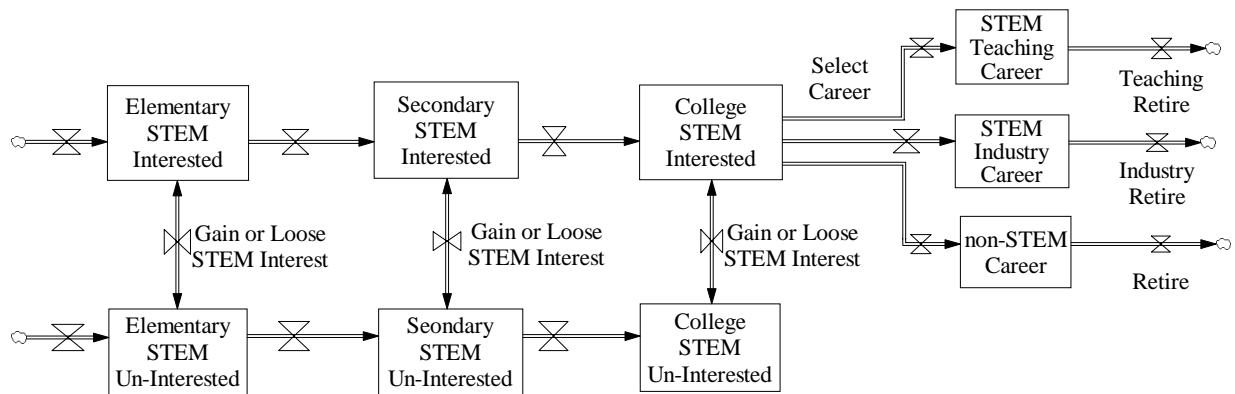 Elementary
STEM
Interested
Secondary
STEM
Interested
College
STEM
Interested
Select
Career
STEM
Teaching
Career
Teaching
Retire
STEM
Industry
Career
Industry
Retire
non-STEM
Career
Retire
Gain or Loose
STEM Interest
Gain or Loose
STEM Interest
Gain or Loose
STEM Interest
Elementary
STEM
Un-Interested
Seondary
STEM
Un-Interested
College
STEM
Un-Interested